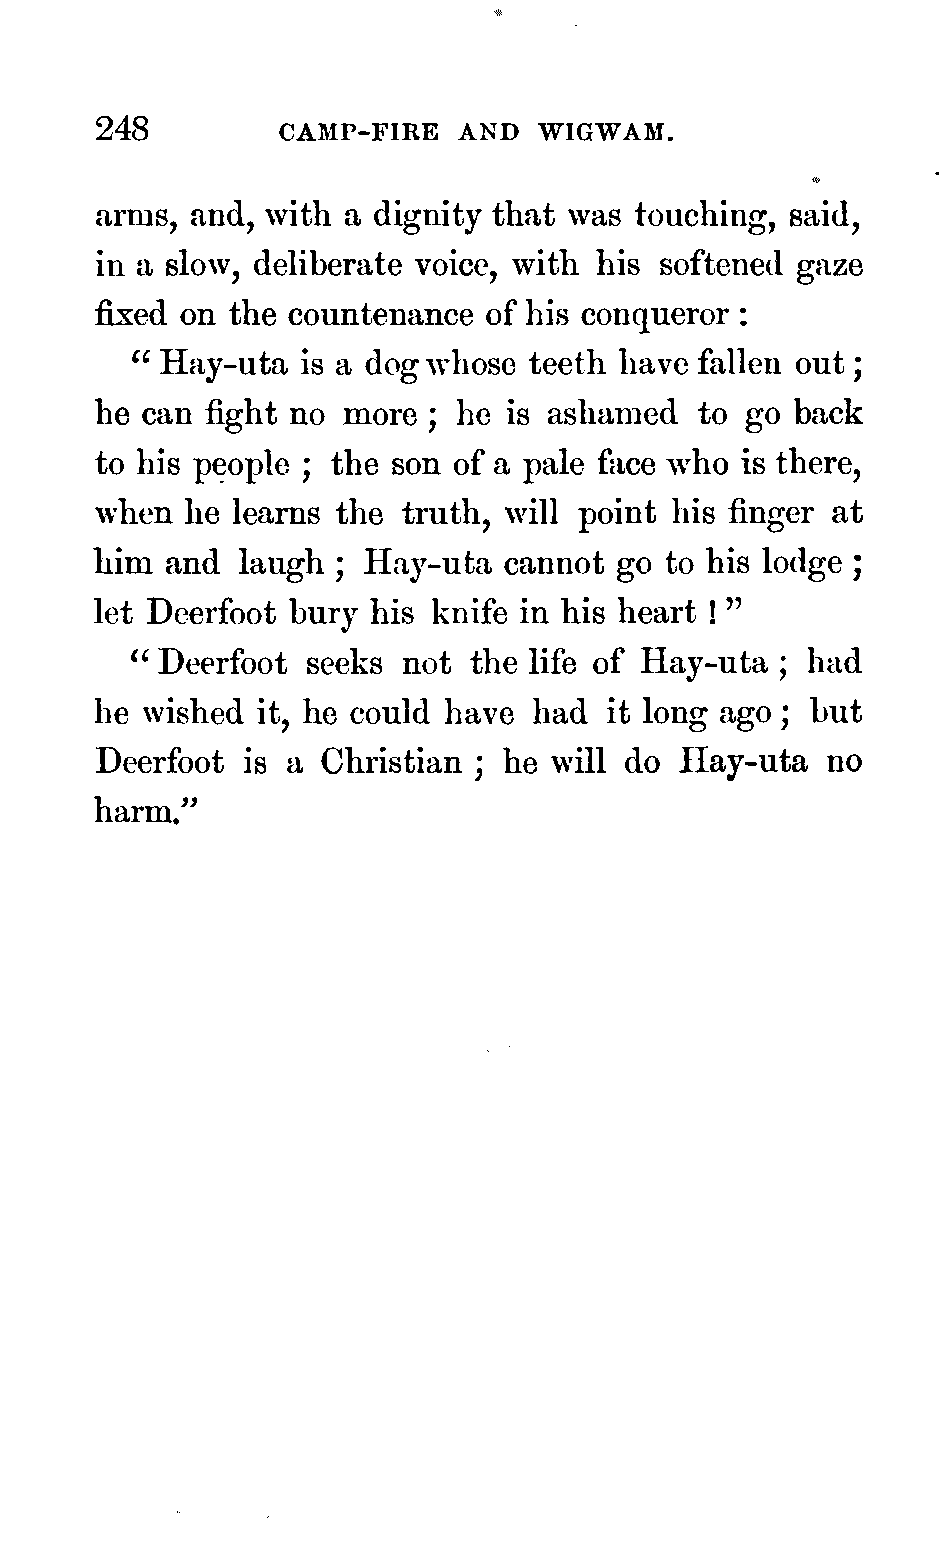 248 CAMP-FIRE AND WIGWAM.
arms, and, with a dignity that was touching, said,
in a slow, deliberate voice, with his softened gaze
fixed on the countenance of his conqueror :
“ Hay-uta is a dog whose teeth have fallen out ;
he can fight no more ; he is ashamed to go back
to his people ; the son of a pale face who is there,
when he learns the truth, will point his finger at
him and laugh ; Hay-uta cannot go to his lodge ;
let Deerfoot bury his knife in his heart ! ”
“ Deerfoot seeks not the life of Hay-uta ; had
he wished it, he could have had it long ago ; but
Deerfoot is a Christian ; he will do Hay-uta no
harm.”